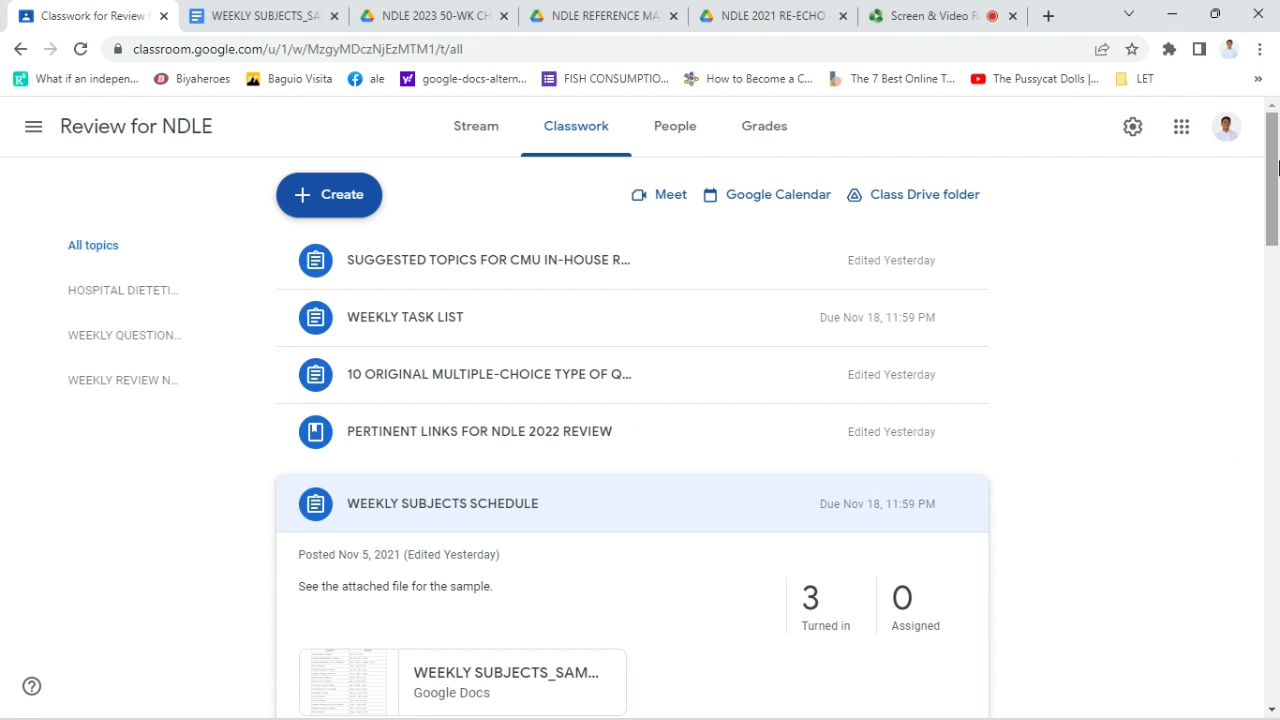 Classwork for Review for N
WEEKLY SUBJECTS_SA
NDLE 2023 50WK CH
NDLE REFERENCE MA
NDLE 2021 RE-ECHO -
Screen & Video R
classroom.google.com/u/1/w/MzgyMDczNjEzMTM1/t/all
What if an indepen...
Biyaheroes
Baguio Visita
ale
google-docs-altern...
FISH CONSUMPTIO...
How to Become a C...
The 7 Best Online T...
The Pussycat Dolls |...
LET
Review for NDLE
Stream
Classwork
People
Grades
Create
Meet
Google Calendar
Class Drive folder
All topics
HOSPITAL DIETETI...
WEEKLY QUESTION...
WEEKLY REVIEW N...
SUGGESTED TOPICS FOR CMU IN-HOUSE R...
Edited Yesterday
WEEKLY TASK LIST
Due Nov 18, 11:59 PM
10 ORIGINAL MULTIPLE-CHOICE TYPE OF Q...
Edited Yesterday
PERTINENT LINKS FOR NDLE 2022 REVIEW
Edited Yesterday
WEEKLY SUBJECTS SCHEDULE
Due Nov 18, 11:59 PM
Posted Nov 5, 2021 (Edited Yesterday)
See the attached file for the sample.
3
Turned in
0
Assigned
WEEKLY SUBJECTS_SAM...
Google Docs